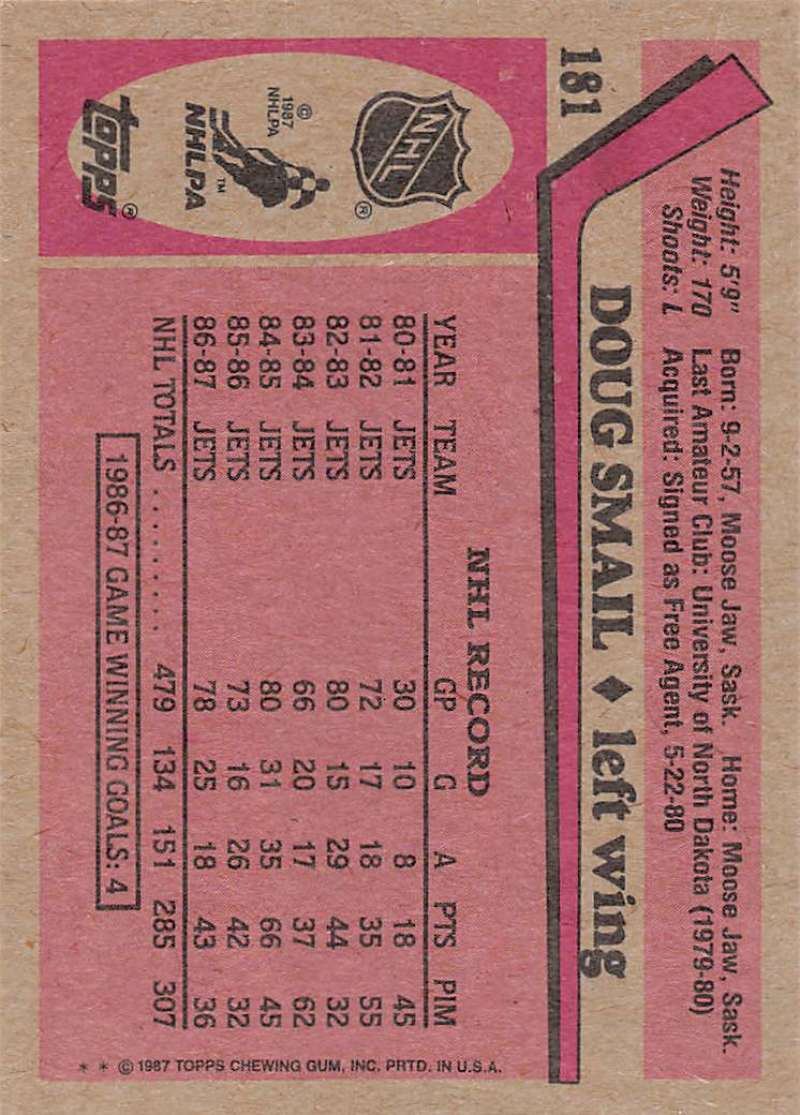 181
Height: 5'9" Born: 9-2-57, Moose Jaw, Sask. Home: Moose Jaw, Sask.
Weight: 170 Last Amateur Club: University of North Dakota (1979-80)
Shoots: L Acquired: Signed as Free Agent, 5-22-80
DOUG SMAIL ♦ left wing
NHL
®
© 1987 NHLPA
TM
NHLPA
TOPPS®
NHL RECORD
YEAR TEAM GP G A PTS PIM
80-81 JETS 30 10 8 18 45
81-82 JETS 72 17 18 35 55
82-83 JETS 80 15 29 44 32
83-84 JETS 66 20 17 37 62
84-85 JETS 80 31 35 66 45
85-86 JETS 73 16 26 42 32
86-87 JETS 78 25 18 43 36
NHL TOTALS .......... 479 134 151 285 307
1986-87 GAME WINNING GOALS: 4
* * © 1987 TOPPS CHEWING GUM, INC. PRTD. IN U.S.A.